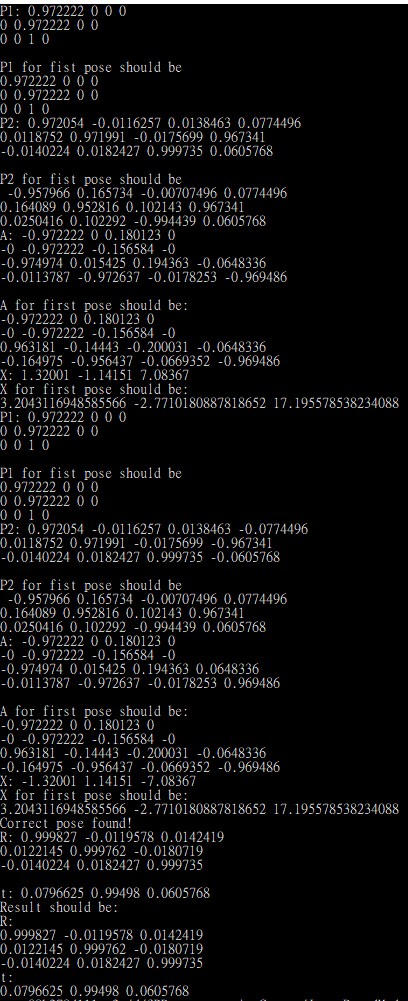 P1: 0.972222 0 0 0
0 0.972222 0 0
0 0 1 0
P1 for fist pose should be
0.972222 0 0 0
0 0.972222 0 0
0 0 1 0
P2: 0.972054 -0.0116257 0.0138463 0.0774496
0.0118752 0.971991 -0.0175699 0.967341
-0.0140224 0.0182427 0.999735 0.0605768
P2 for fist pose should be
-0.957966 0.165734 -0.00707496 0.0774496
0.164089 0.952816 0.102143 0.967341
0.0250416 0.102292 -0.994439 0.0605768
A: -0.972222 0 0.180123 0
-0 -0.972222 -0.156584 -0
-0.974974 0.015425 0.194363 -0.0648336
-0.0113787 -0.972637 -0.0178253 -0.969486
A for first pose should be:
-0.972222 0 0.180123 0
-0 -0.972222 -0.156584 -0
0.963181 -0.14443 -0.200031 -0.0648336
-0.164975 -0.956437 -0.0669352 -0.969486
X: 1.32001 -1.14151 7.08367
X for first pose should be:
3.2043116948585566 -2.7710180887818652 17.195578538234088
P1: 0.972222 0 0 0
0 0.972222 0 0
0 0 1 0
P1 for fist pose should be
0.972222 0 0 0
0 0.972222 0 0
0 0 1 0
P2: 0.972054 -0.0116257 0.0138463 -0.0774496
0.0118752 0.971991 -0.0175699 -0.967341
-0.0140224 0.0182427 0.999735 -0.0605768
P2 for fist pose should be
-0.957966 0.165734 -0.00707496 0.0774496
0.164089 0.952816 0.102143 0.967341
0.0250416 0.102292 -0.994439 0.0605768
A: -0.972222 0 0.180123 0
-0 -0.972222 -0.156584 -0
-0.974974 0.015425 0.194363 0.0648336
-0.0113787 -0.972637 -0.0178253 0.969486
A for first pose should be:
-0.972222 0 0.180123 0
-0 -0.972222 -0.156584 -0
0.963181 -0.14443 -0.200031 -0.0648336
-0.164975 -0.956437 -0.0669352 -0.969486
X: -1.32001 1.14151 -7.08367
X for first pose should be:
3.2043116948585566 -2.7710180887818652 17.195578538234088
Correct pose found!
R: 0.999827 -0.0119578 0.0142419
0.0122145 0.999762 -0.0180719
-0.0140224 0.0182427 0.999735
t: 0.0796625 0.99498 0.0605768
Result should be:
R:
0.999827 -0.0119578 0.0142419
0.0122145 0.999762 -0.0180719
-0.0140224 0.0182427 0.999735
t:
0.0796625 0.99498 0.0605768